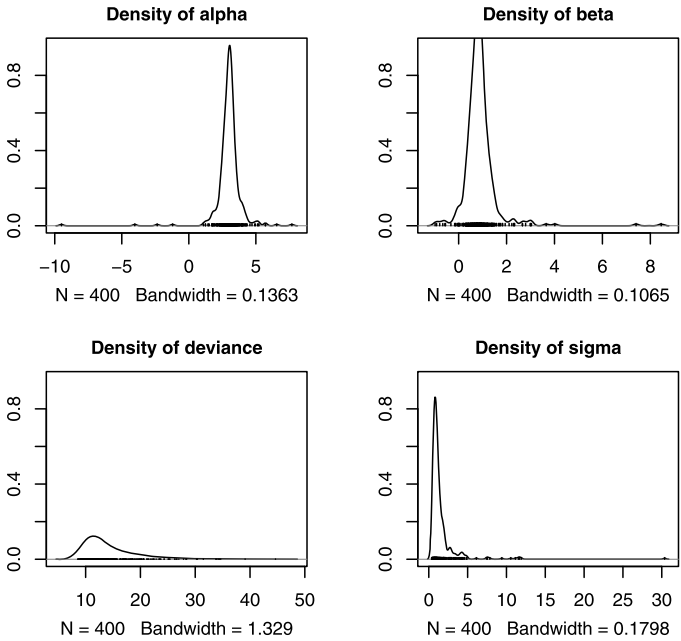 Density of alpha
0.0 0.4 0.8
−10 −5 0 5
N = 400 Bandwidth = 0.1363
Density of beta
0.0 0.4 0.8
0 2 4 6 8
N = 400 Bandwidth = 0.1065
Density of deviance
0.0 0.4 0.8
10 20 30 40 50
N = 400 Bandwidth = 1.329
Density of sigma
0.0 0.4 0.8
0 5 10 15 20 25 30
N = 400 Bandwidth = 0.1798